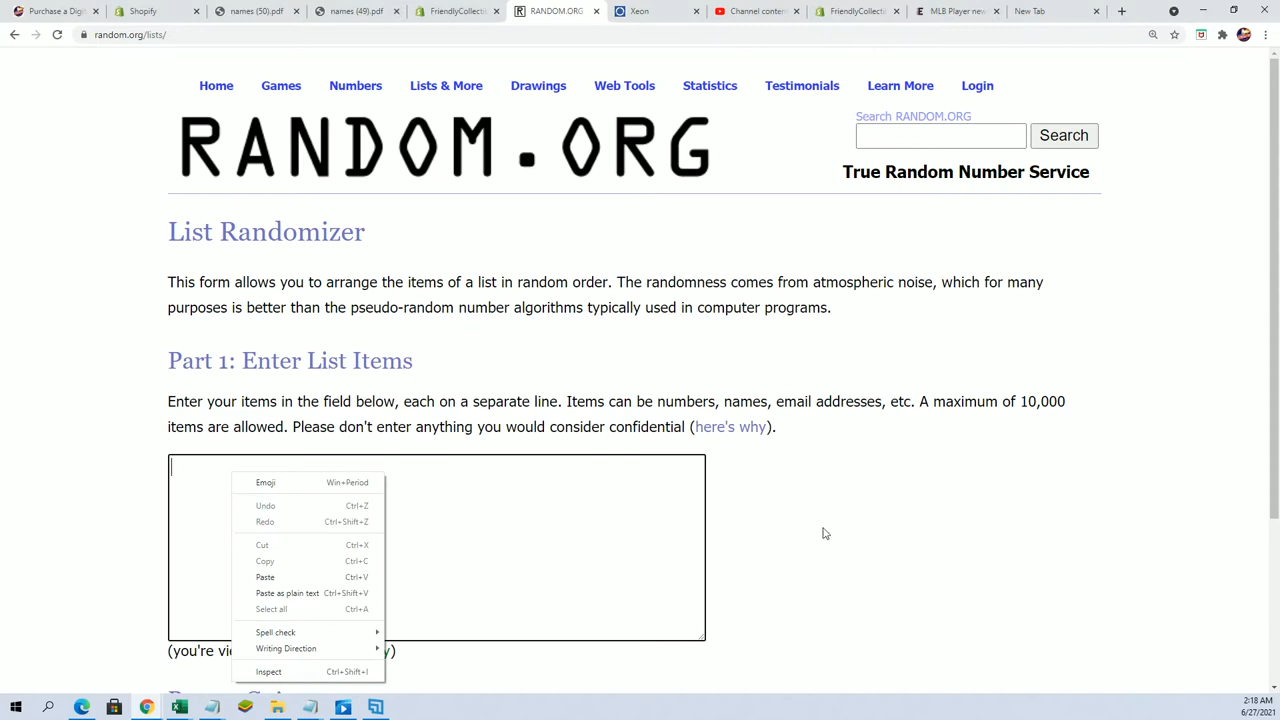 Purchase a Digi
Shopify
names (50).pdf
names (49).pdf
FriendlyCollecti
RANDOM.ORG
Xeon
Channel conten
FriendlyCollecti
MLB Player new
New Tab
random.org/lists/
Home Games Numbers Lists & More Drawings Web Tools Statistics Testimonials Learn More Login
RANDOM.ORG
Search RANDOM.ORG
Search
True Random Number Service
List Randomizer
This form allows you to arrange the items of a list in random order. The randomness comes from atmospheric noise, which for many
purposes is better than the pseudo-random number algorithms typically used in computer programs.
Part 1: Enter List Items
Enter your items in the field below, each on a separate line. Items can be numbers, names, email addresses, etc. A maximum of 10,000
items are allowed. Please don't enter anything you would consider confidential (here's why).
Emoji Win+Period
Undo Ctrl+Z
Redo Ctrl+Shift+Z
Cut Ctrl+X
Copy Ctrl+C
Paste Ctrl+V
Paste as plain text Ctrl+Shift+V
Select all Ctrl+A
Spell check
Writing Direction
Inspect Ctrl+Shift+I
(you're vi
y)
2:18 AM
6/27/2021